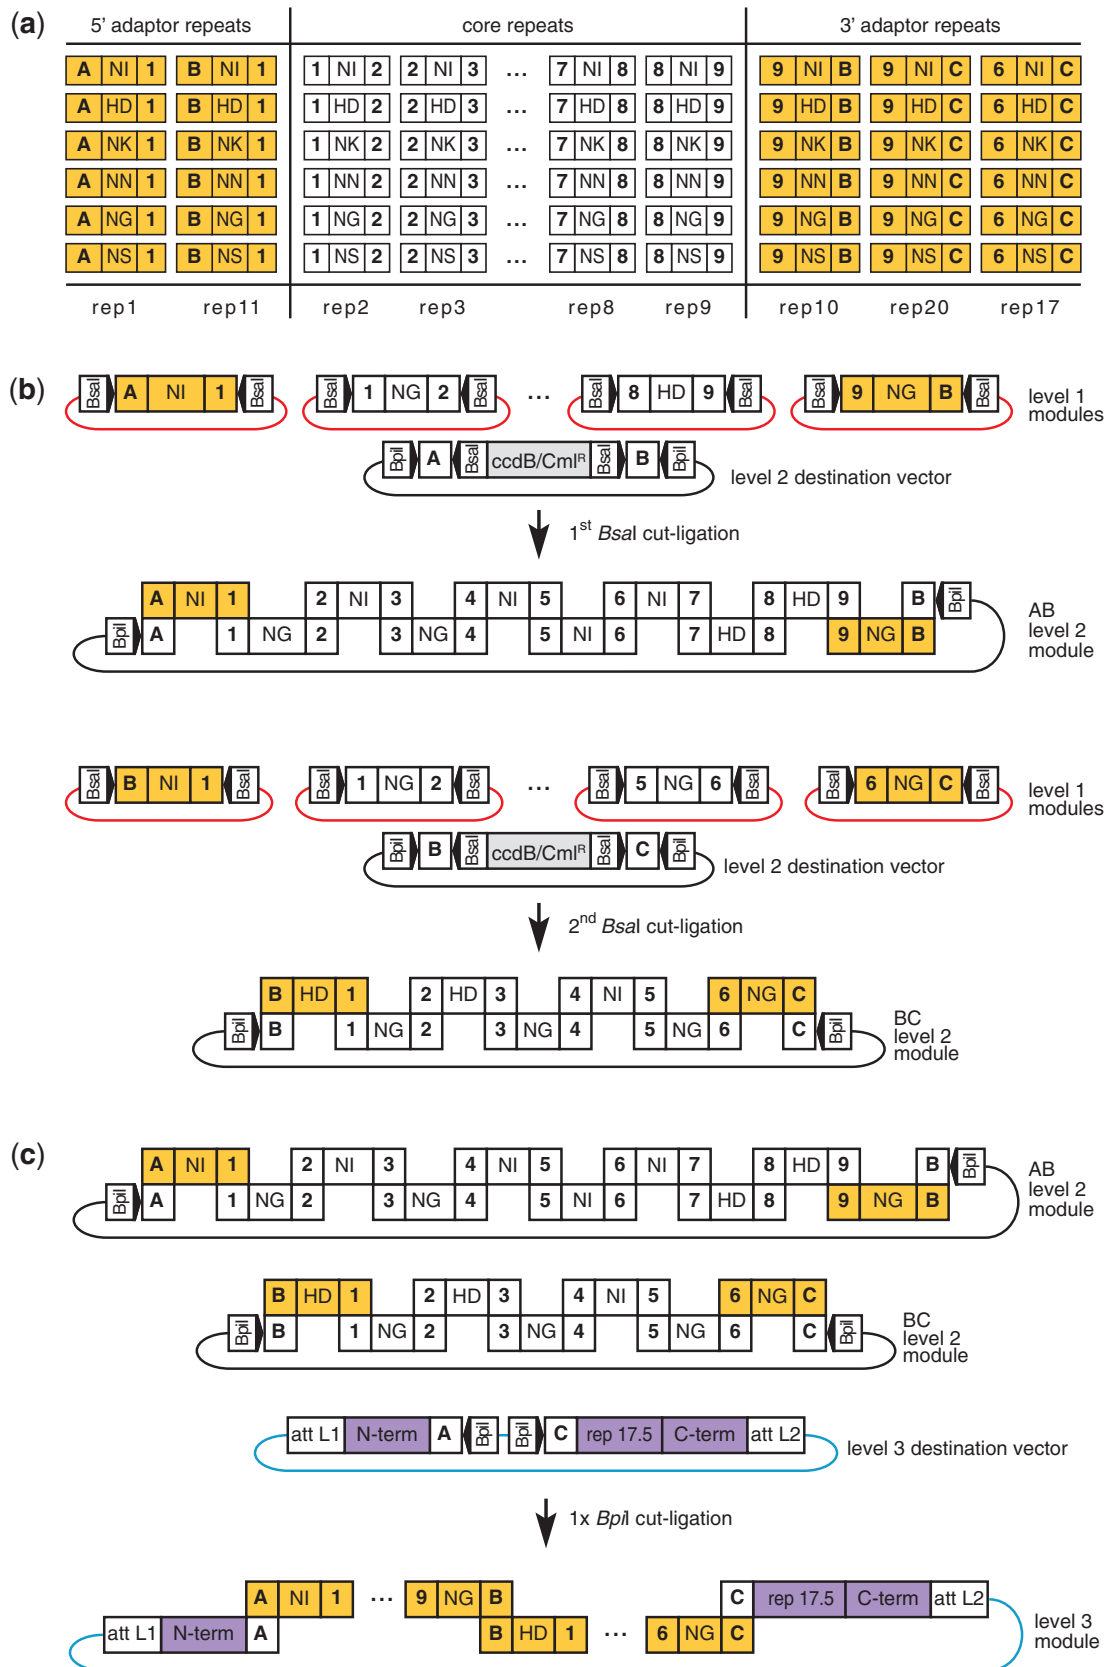 (a) 5' adaptor repeats core repeats 3' adaptor repeats
A NI 1 B NI 1 1 NI 2 2 NI 3 ... 7 NI 8 8 NI 9 9 NI B 9 NI C 6 NI C
A HD 1 B HD 1 1 HD 2 2 HD 3 ... 7 HD 8 8 HD 9 9 HD B 9 HD C 6 HD C
A NK 1 B NK 1 1 NK 2 2 NK 3 ... 7 NK 8 8 NK 9 9 NK B 9 NK C 6 NK C
A NN 1 B NN 1 1 NN 2 2 NN 3 ... 7 NN 8 8 NN 9 9 NN B 9 NN C 6 NN C
A NG 1 B NG 1 1 NG 2 2 NG 3 ... 7 NG 8 8 NG 9 9 NG B 9 NG C 6 NG C
A NS 1 B NS 1 1 NS 2 2 NS 3 ... 7 NS 8 8 NS 9 9 NS B 9 NS C 6 NS C
rep1 rep11 rep2 rep3 rep8 rep9 rep10 rep20 rep17
(b) BsaI A NI 1 BsaI BsaI 1 NG 2 BsaI ... BsaI 8 HD 9 BsaI BsaI 9 NG B BsaI level 1
modules
BpiI A BsaI ccdB/Cmlᴿ BsaI B BpiI level 2 destination vector
1st BsaI cut-ligation
A NI 1 2 NI 3 4 NI 5 6 NI 7 8 HD 9 B BpiI AB
BpiI A 1 NG 2 3 NG 4 5 NI 6 7 HD 8 9 NG B level 2
module
BsaI B NI 1 BsaI BsaI 1 NG 2 BsaI ... BsaI 5 NG 6 BsaI BsaI 6 NG C BsaI level 1
modules
BpiI B BsaI ccdB/Cmlᴿ BsaI C BpiI level 2 destination vector
2nd BsaI cut-ligation
B HD 1 2 HD 3 4 NI 5 6 NG C BC
BpiI B 1 NG 2 3 NG 4 5 NG 6 C BpiI level 2
module
(c) A NI 1 2 NI 3 4 NI 5 6 NI 7 8 HD 9 B BpiI AB
BpiI A 1 NG 2 3 NG 4 5 NI 6 7 HD 8 9 NG B level 2
module
B HD 1 2 HD 3 4 NI 5 6 NG C BC
BpiI B 1 NG 2 3 NG 4 5 NG 6 C BpiI level 2
module
att L1 N-term A BpiI BpiI C rep 17.5 C-term att L2 level 3 destination vector
1x BpiI cut-ligation
A NI 1 ... 9 NG B C rep 17.5 C-term att L2 level 3
att L1 N-term A B HD 1 ... 6 NG C module